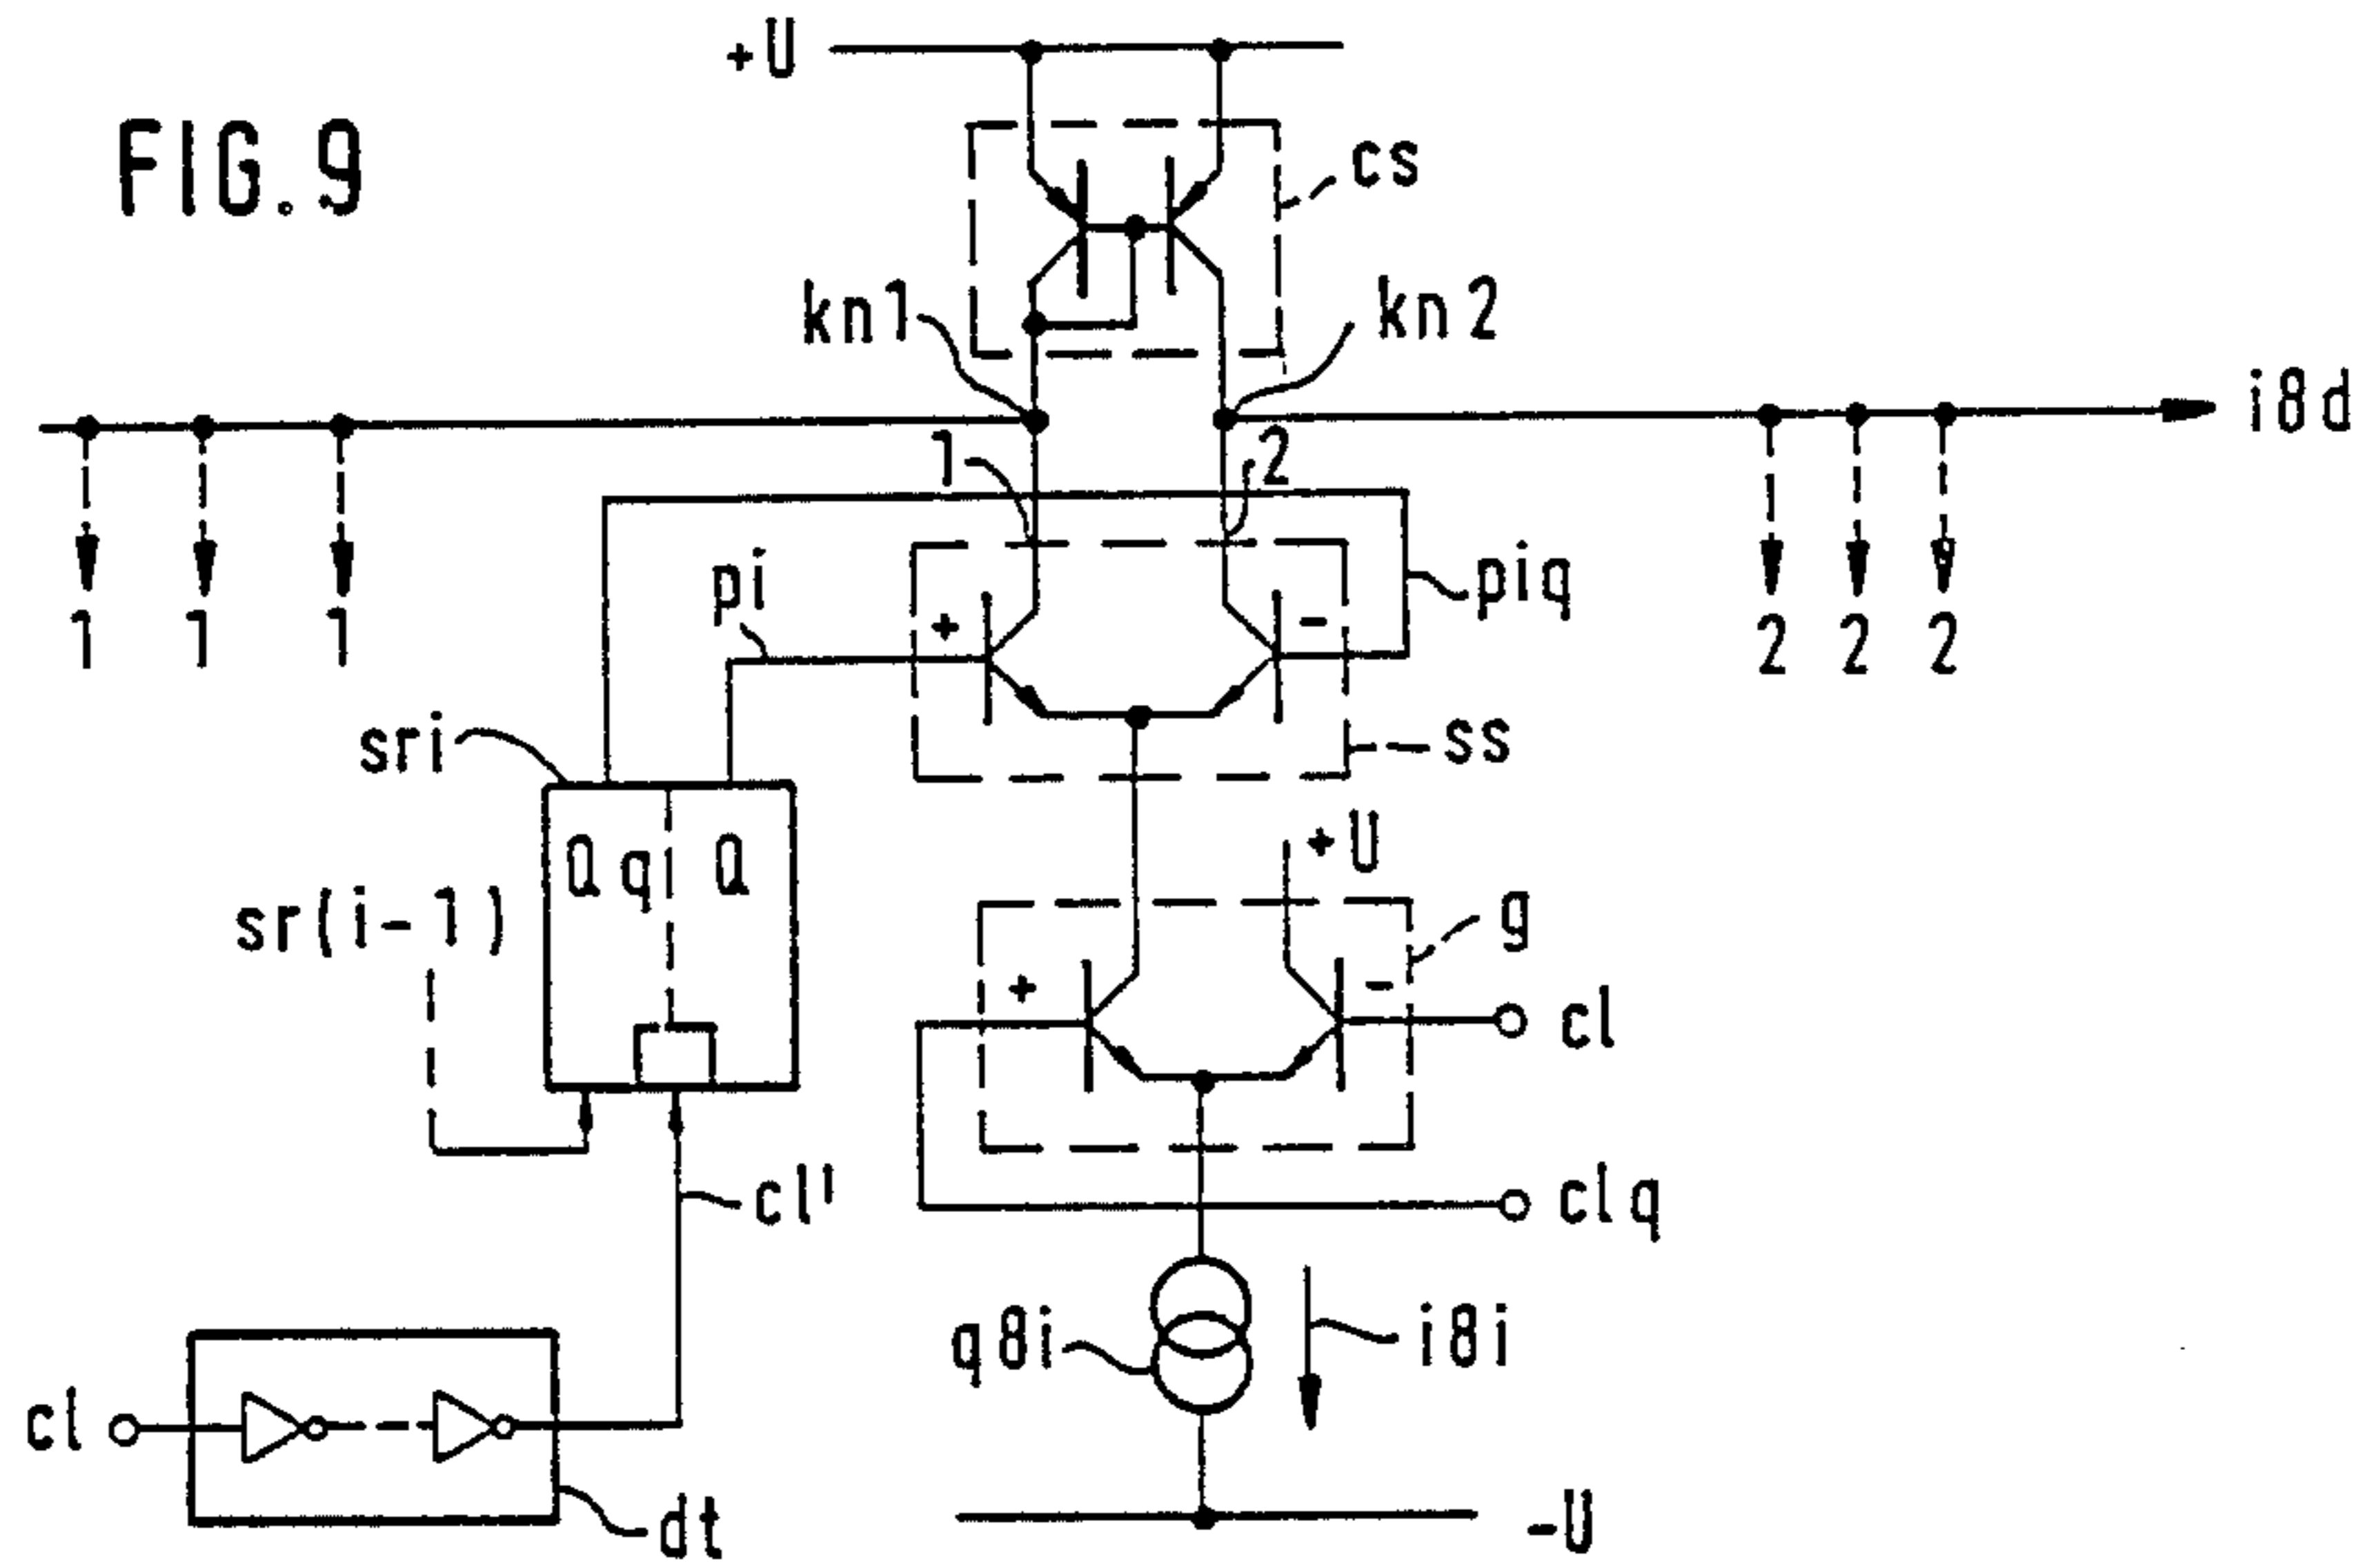 +U
FIG. 9
cs
kn1
kn2
i8d
1
2
1 1 1
2 2 2
pi
piq
+
-
sri
ss
+U
Qq Q
sr(i-1)
g
+
-
cl
cl'
clq
q8i
i8i
cl
dt
-U